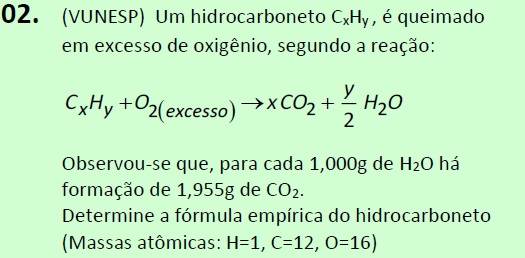 02. (VUNESP) Um hidrocarboneto CxHy, é queimado
em excesso de oxigênio, segundo a reação:
CxHy + O2(excesso) → x CO2 + y/2 H2O
Observou-se que, para cada 1,000g de H2O há
formação de 1,955g de CO2.
Determine a fórmula empírica do hidrocarboneto
(Massas atômicas: H=1, C=12, O=16)